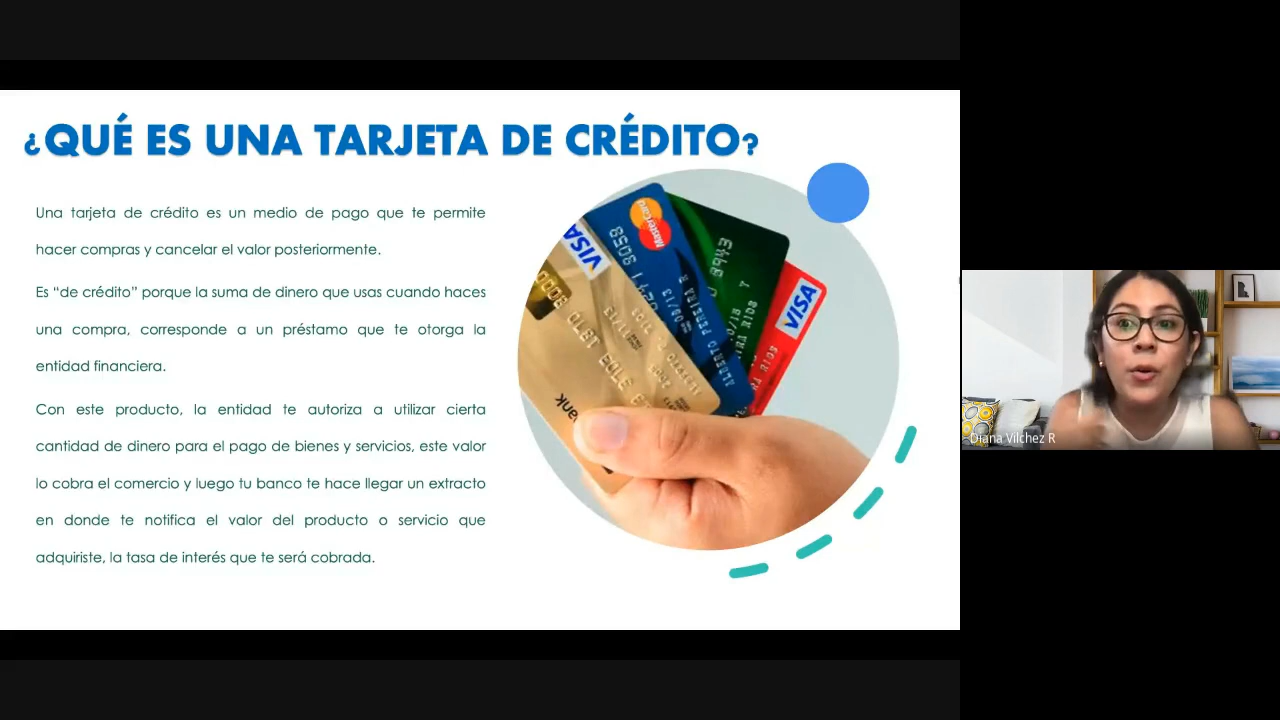 ¿QUÉ ES UNA TARJETA DE CRÉDITO?
Una tarjeta de crédito es un medio de pago que te permite
hacer compras y cancelar el valor posteriormente.
Es “de crédito” porque la suma de dinero que usas cuando haces
una compra, corresponde a un préstamo que te otorga la
entidad financiera.
Con este producto, la entidad te autoriza a utilizar cierta
cantidad de dinero para el pago de bienes y servicios, este valor
lo cobra el comercio y luego tu banco te hace llegar un extracto
en donde te notifica el valor del producto o servicio que
adquiriste, la tasa de interés que te será cobrada.
MasterCard
VISA
VISA
Diana Vilchez R